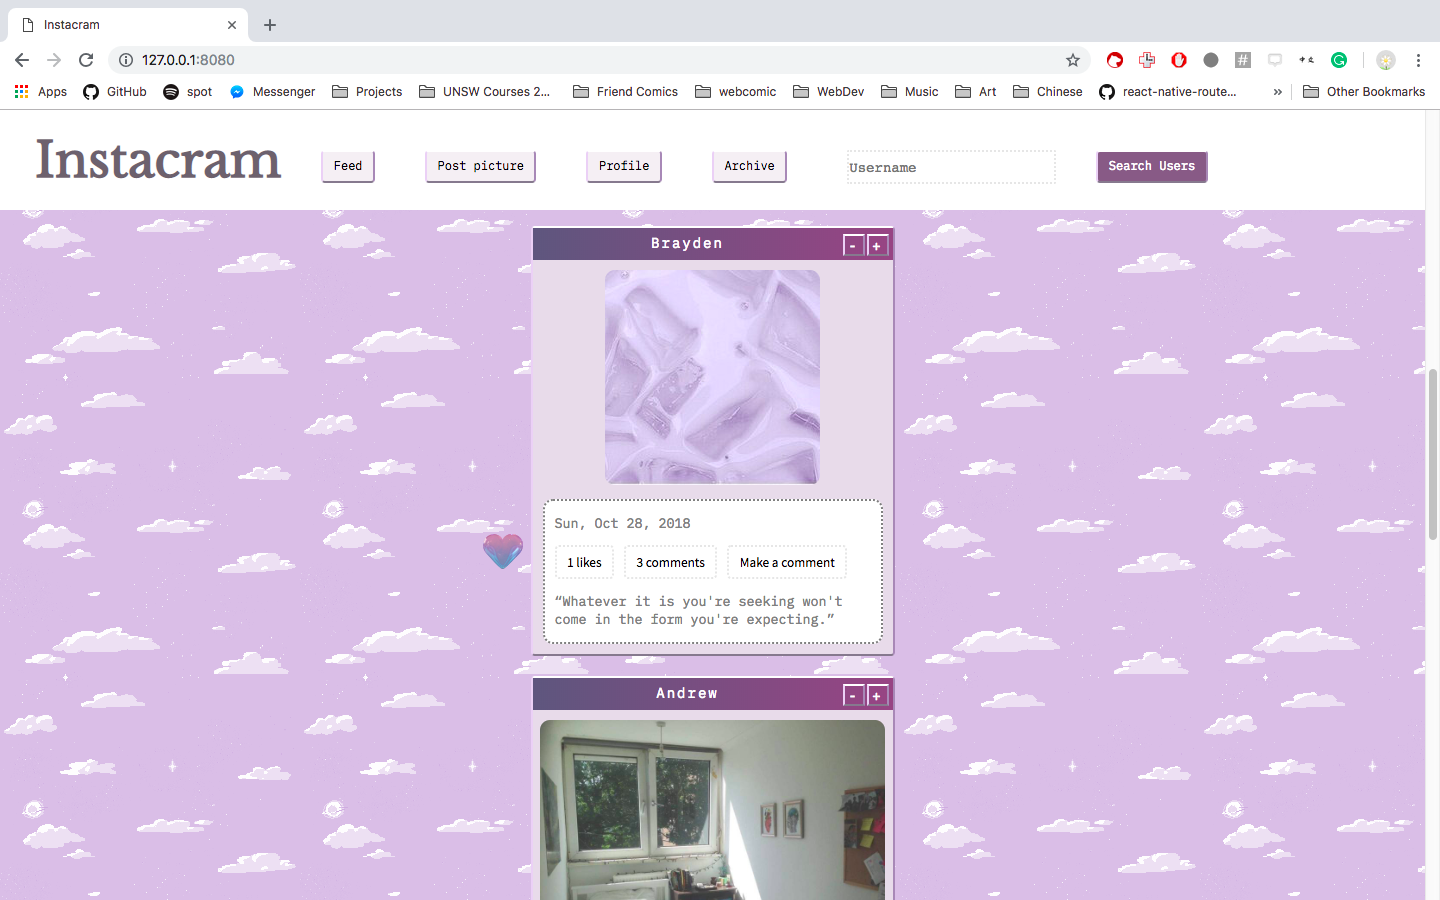 Instacram
127.0.0.1:8080
Apps GitHub spot Messenger Projects UNSW Courses 2... Friend Comics webcomic WebDev Music Art Chinese react-native-route... » Other Bookmarks
Instacram Feed Post picture Profile Archive Username Search Users
Brayden - +
Sun, Oct 28, 2018
1 likes 3 comments Make a comment
“Whatever it is you're seeking won't
come in the form you're expecting.”
Andrew - +